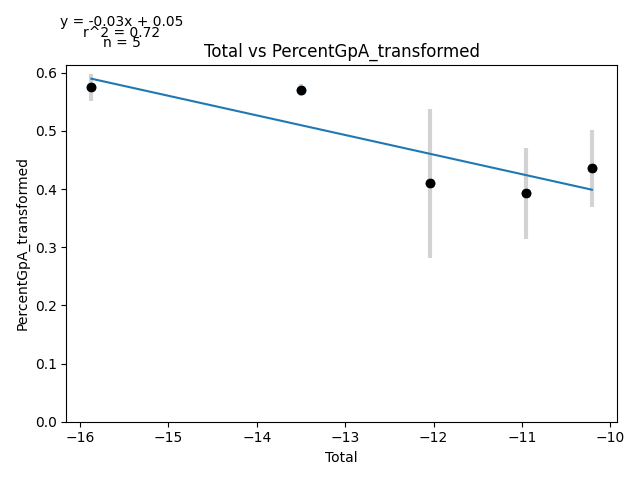 y = -0.03x + 0.05
r^2 = 0.72
n = 5
Total vs PercentGpA_transformed
PercentGpA_transformed
0.6
0.5
0.4
0.3
0.2
0.1
0.0
−16 −15 −14 −13 −12 −11 −10
Total